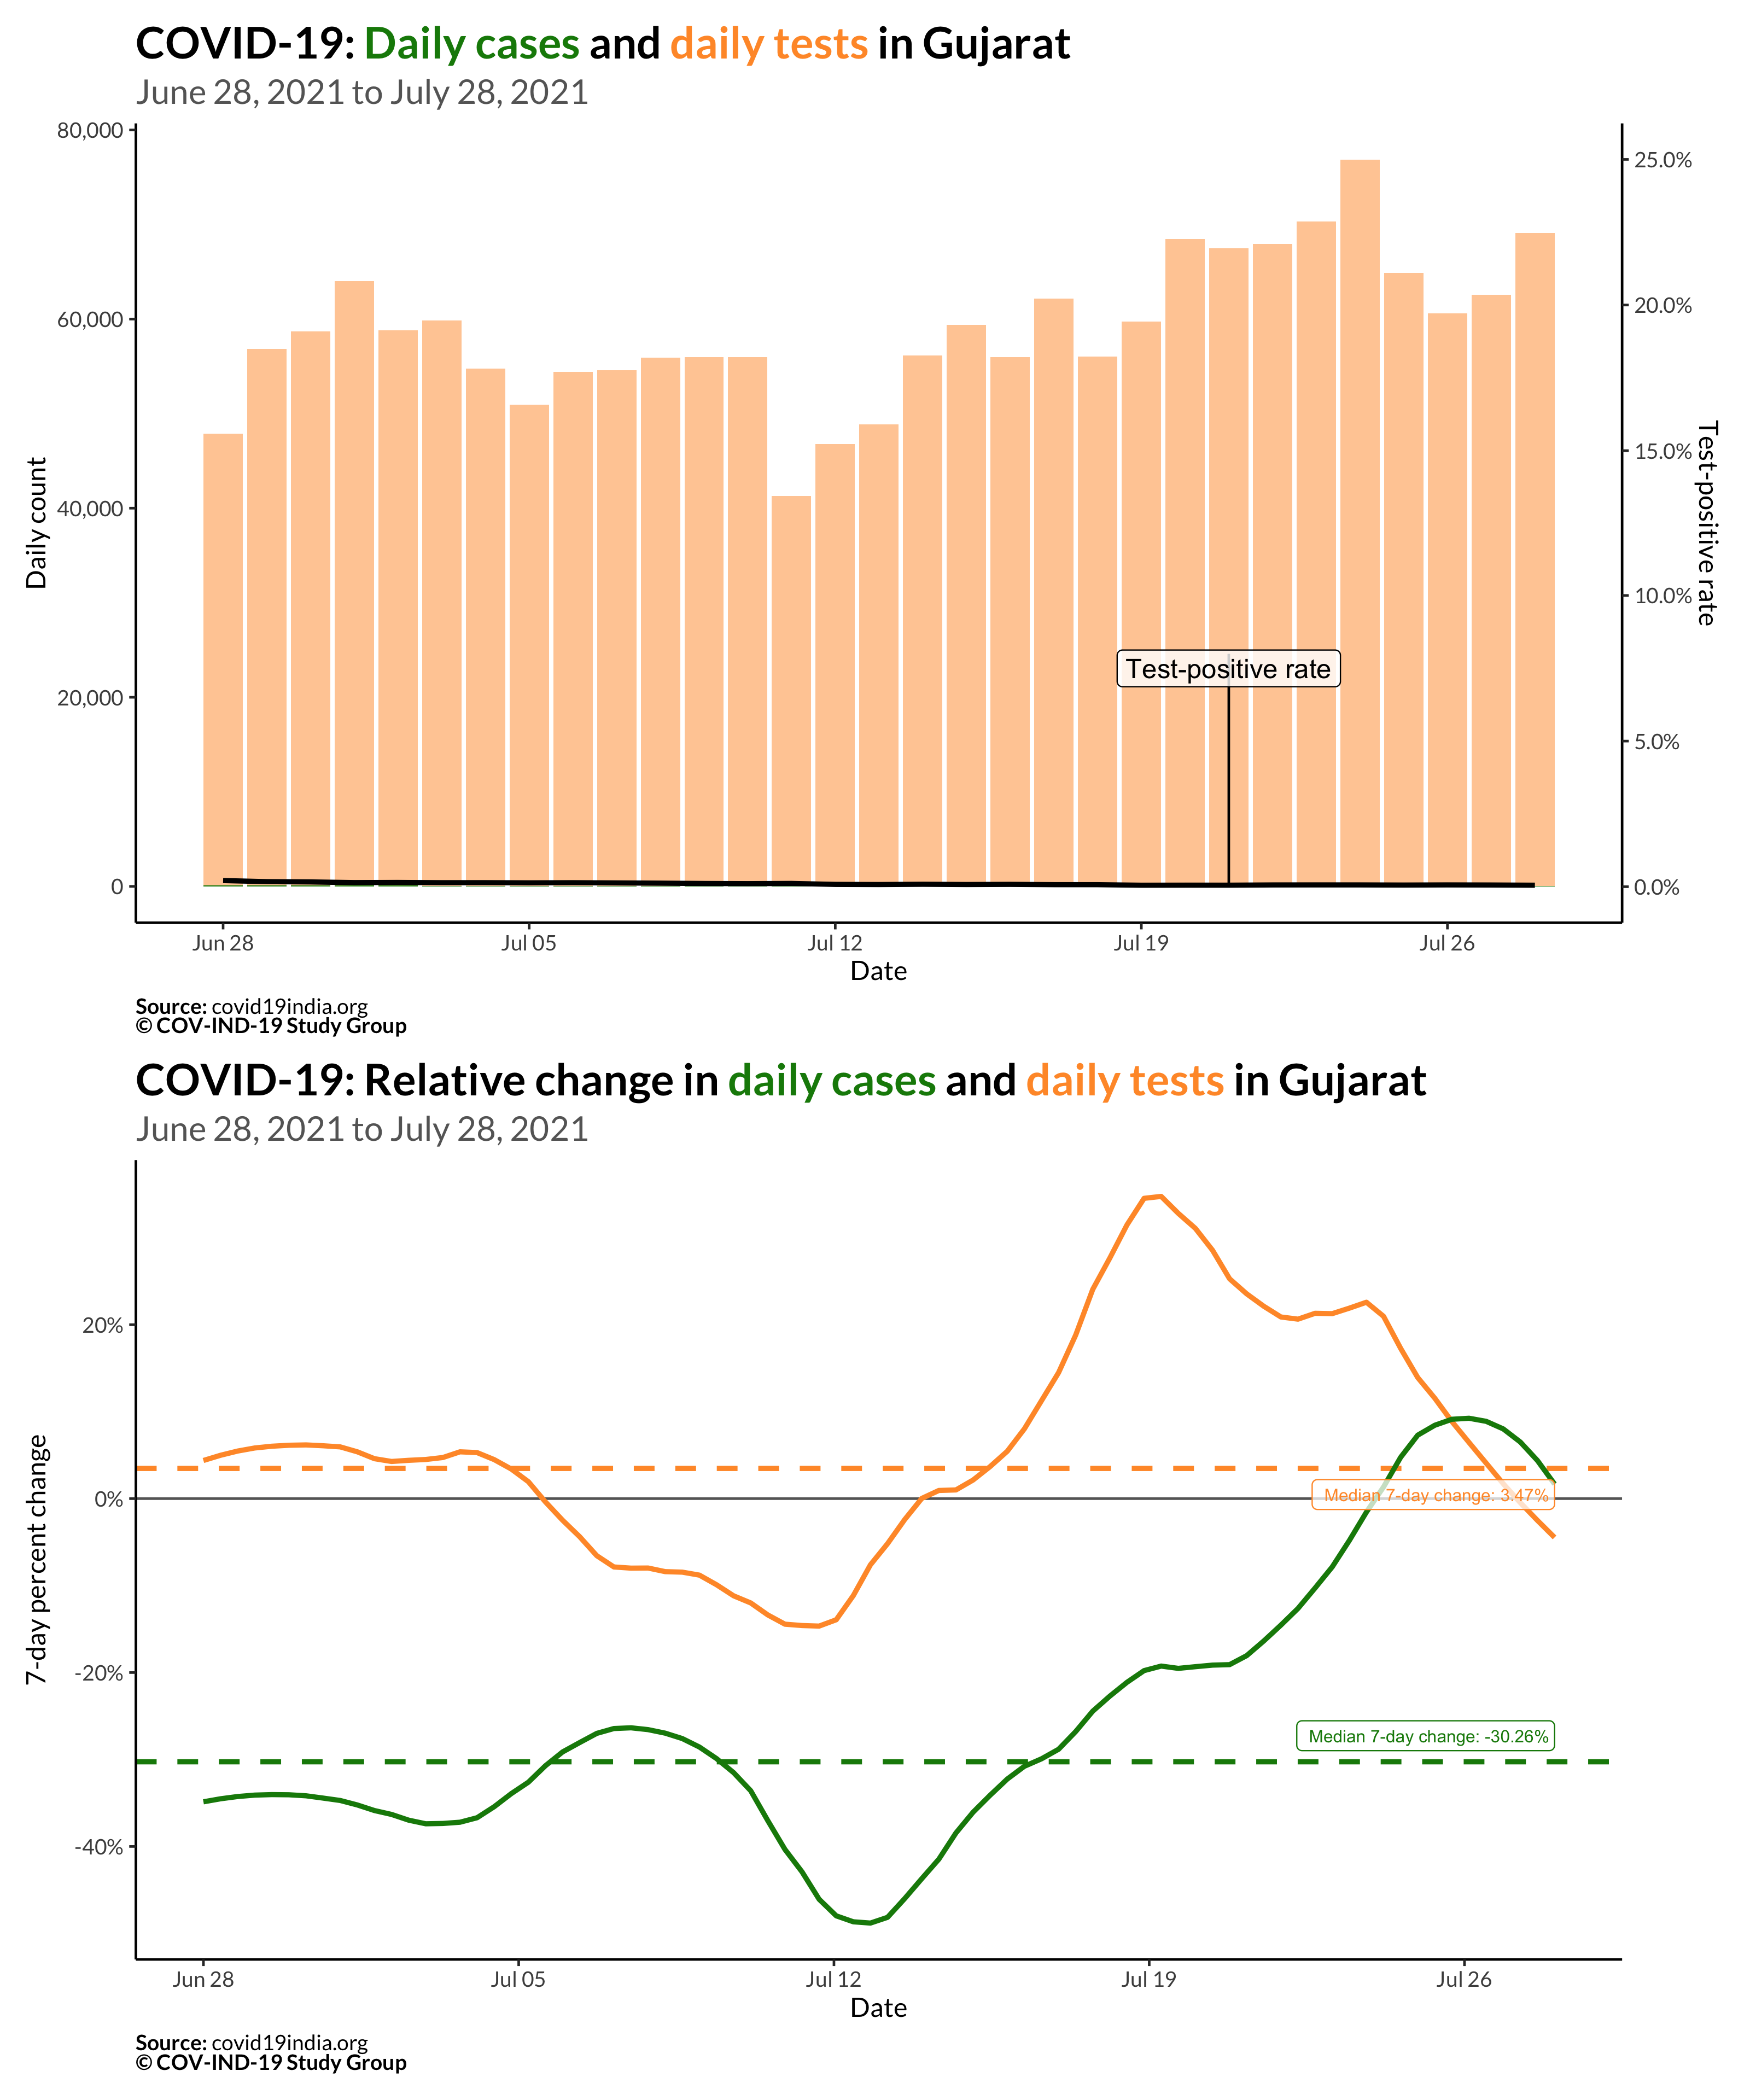 COVID-19: Daily cases and daily tests in Gujarat
June 28, 2021 to July 28, 2021
80,000
60,000
40,000
20,000
0
Daily count
25.0%
20.0%
15.0%
10.0%
5.0%
0.0%
Test-positive rate
Test-positive rate
Jun 28
Jul 05
Jul 12
Jul 19
Jul 26
Date
Source: covid19india.org
© COV-IND-19 Study Group
COVID-19: Relative change in daily cases and daily tests in Gujarat
June 28, 2021 to July 28, 2021
20%
0%
-20%
-40%
7-day percent change
Median 7-day change: 3.47%
Median 7-day change: -30.26%
Jun 28
Jul 05
Jul 12
Jul 19
Jul 26
Date
Source: covid19india.org
© COV-IND-19 Study Group